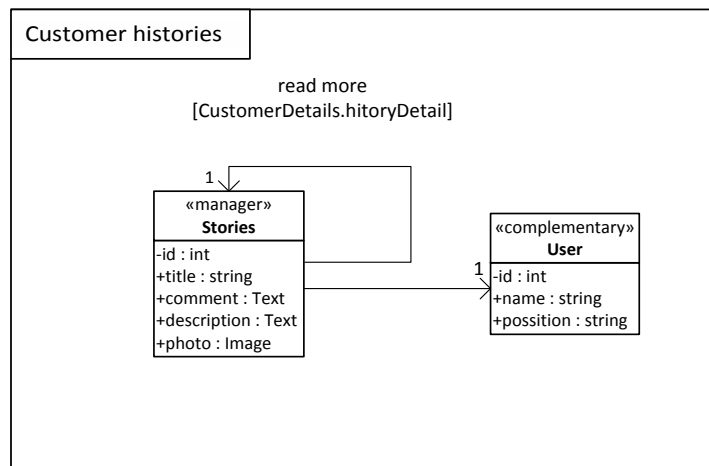 Customer histories
read more
[CustomerDetails.hitoryDetail]
1
«manager»
Stories
-id : int
+title : string
+comment : Text
+description : Text
+photo : Image
1
«complementary»
User
-id : int
+name : string
+possition : string